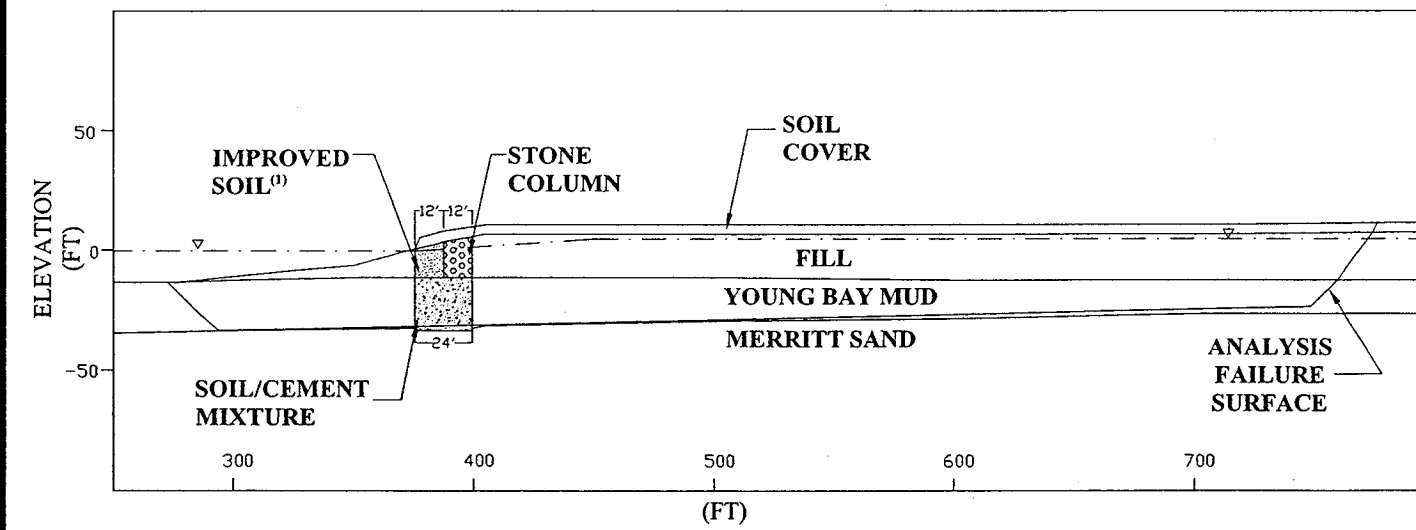 50
0
-50
ELEVATION
(FT)
IMPROVED
SOIL(1)
12' 12'
STONE
COLUMN
SOIL
COVER
FILL
YOUNG BAY MUD
MERRITT SAND
24'
SOIL/CEMENT
MIXTURE
ANALYSIS
FAILURE
SURFACE
300 400 500 600 700
(FT)